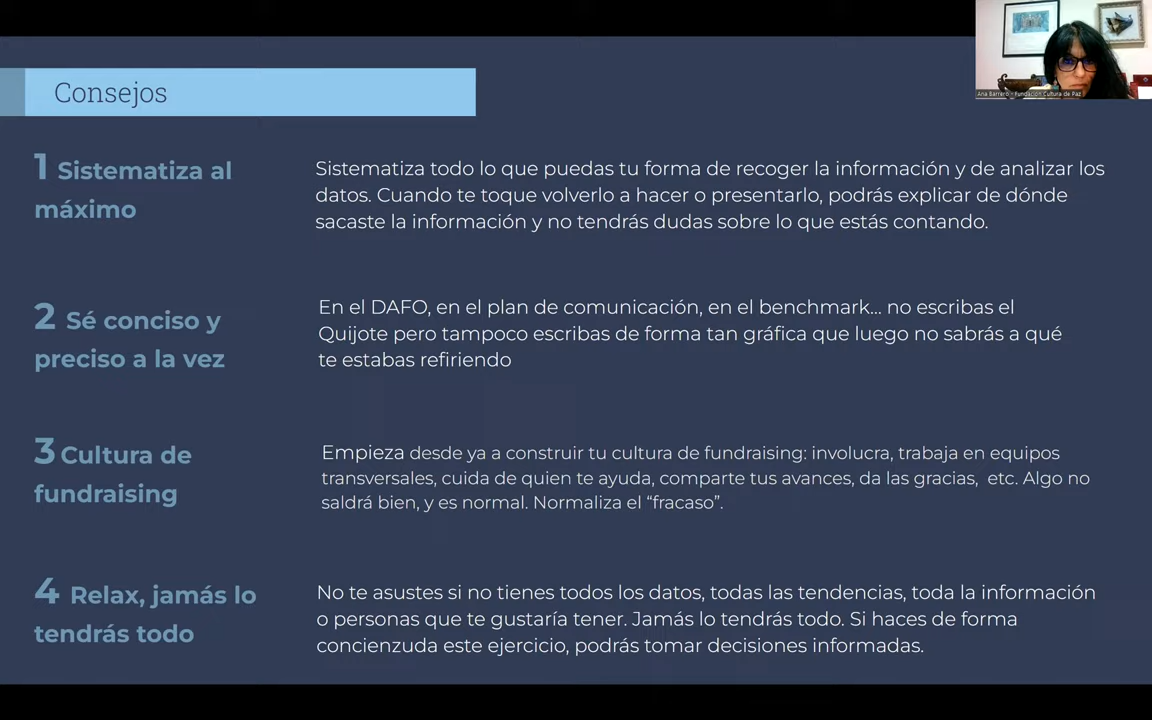 Ana Barrero - Fundación Cultura de Paz
Consejos
1 Sistematiza al
máximo
Sistematiza todo lo que puedas tu forma de recoger la información y de analizar los
datos. Cuando te toque volverlo a hacer o presentarlo, podrás explicar de dónde
sacaste la información y no tendrás dudas sobre lo que estás contando.
2 Sé conciso y
preciso a la vez
En el DAFO, en el plan de comunicación, en el benchmark... no escribas el
Quijote pero tampoco escribas de forma tan gráfica que luego no sabrás a qué
te estabas refiriendo
3 Cultura de
fundraising
Empieza desde ya a construir tu cultura de fundraising: involucra, trabaja en equipos
transversales, cuida de quien te ayuda, comparte tus avances, da las gracias, etc. Algo no
saldrá bien, y es normal. Normaliza el “fracaso”.
4 Relax, jamás lo
tendrás todo
No te asustes si no tienes todos los datos, todas las tendencias, toda la información
o personas que te gustaría tener. Jamás lo tendrás todo. Si haces de forma
concienzuda este ejercicio, podrás tomar decisiones informadas.